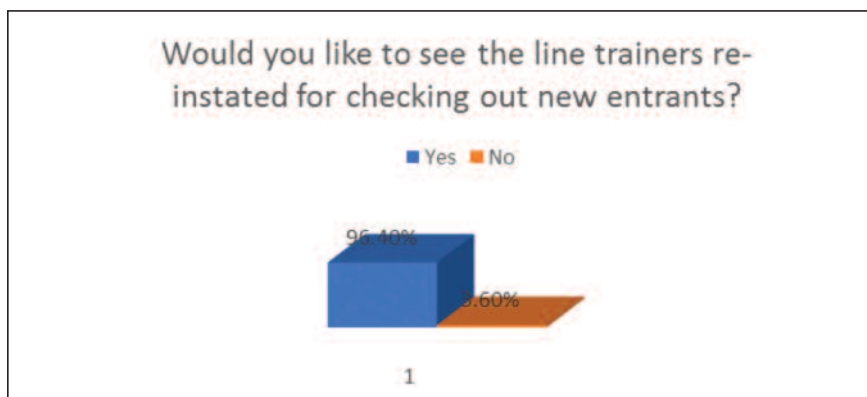 Would you like to see the line trainers re-
instated for checking out new entrants?
Yes No
96.40%
3.60%
1